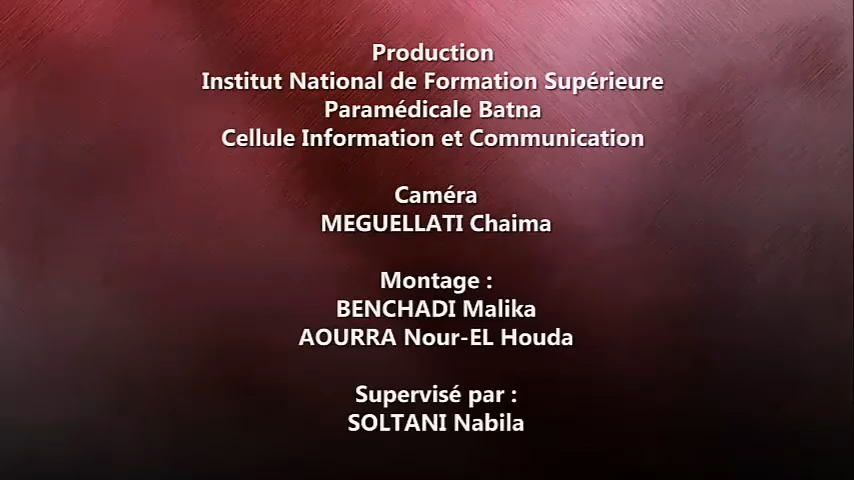 Production
Institut National de Formation Supérieure
Paramédicale Batna
Cellule Information et Communication
Caméra
MEGUELLATI Chaima
Montage :
BENCHADI Malika
AOURRA Nour-EL Houda
Supervisé par :
SOLTANI Nabila